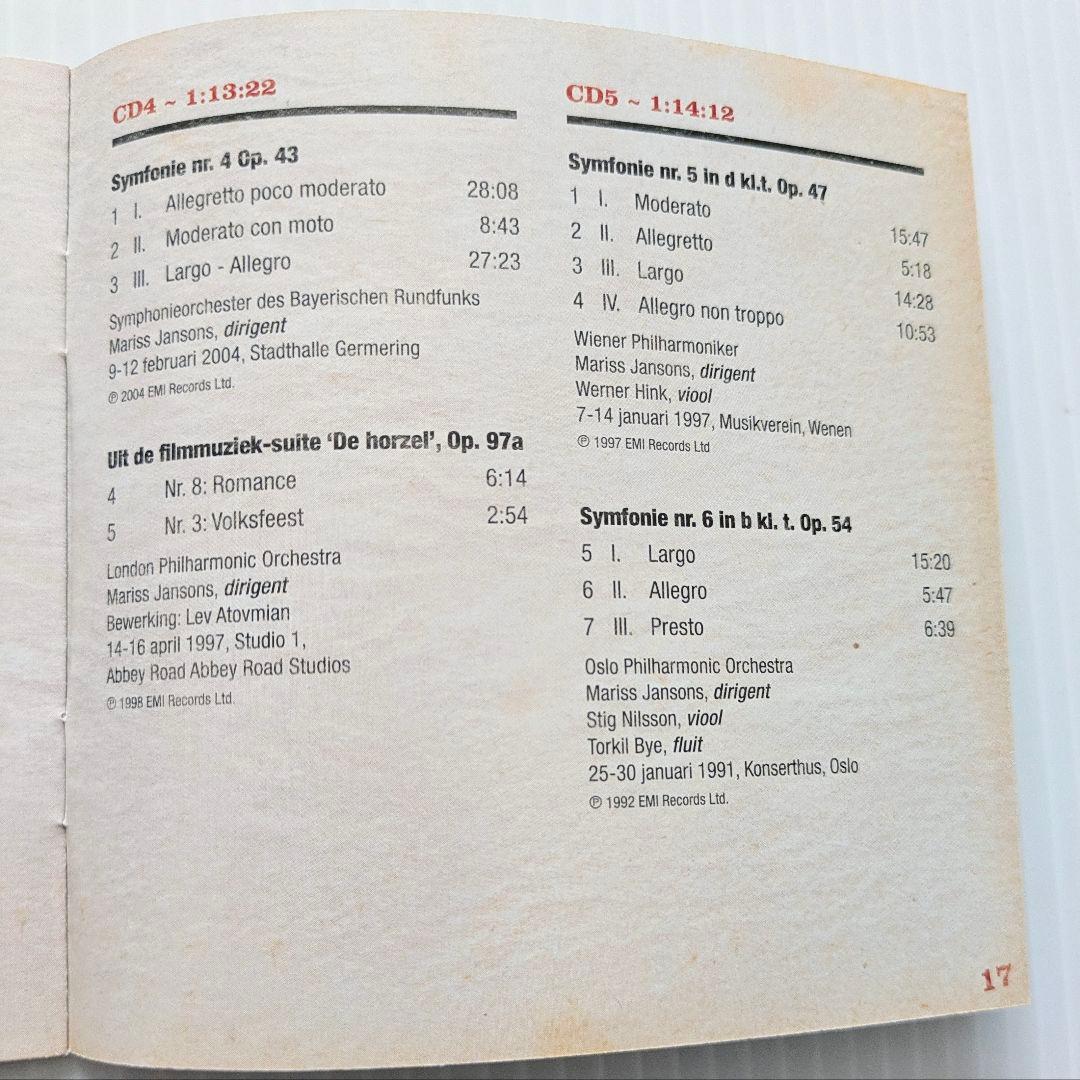 CD4 ~ 1:13:22
Symfonie nr. 4 Op. 43
1 I. Allegretto poco moderato 28:08
2 II. Moderato con moto 8:43
3 III. Largo - Allegro 27:23
Symphonieorchester des Bayerischen Rundfunks
Mariss Jansons, dirigent
9-12 februari 2004, Stadthalle Germering
℗ 2004 EMI Records Ltd.
Uit de filmmuziek-suite ‘De horzel’, Op. 97a
4 Nr. 8: Romance 6:14
5 Nr. 3: Volksfeest 2:54
London Philharmonic Orchestra
Mariss Jansons, dirigent
Bewerking: Lev Atovmian
14-16 april 1997, Studio 1,
Abbey Road Abbey Road Studios
℗ 1998 EMI Records Ltd.
CD5 ~ 1:14:12
Symfonie nr. 5 in d kl.t. Op. 47
1 I. Moderato 15:47
2 II. Allegretto 5:18
3 III. Largo 14:28
4 IV. Allegro non troppo 10:53
Wiener Philharmoniker
Mariss Jansons, dirigent
Werner Hink, viool
7-14 januari 1997, Musikverein, Wenen
℗ 1997 EMI Records Ltd
Symfonie nr. 6 in b kl. t. Op. 54
5 I. Largo 15:20
6 II. Allegro 5:47
7 III. Presto 6:39
Oslo Philharmonic Orchestra
Mariss Jansons, dirigent
Stig Nilsson, viool
Torkil Bye, fluit
25-30 januari 1991, Konserthus, Oslo
℗ 1992 EMI Records Ltd.
17